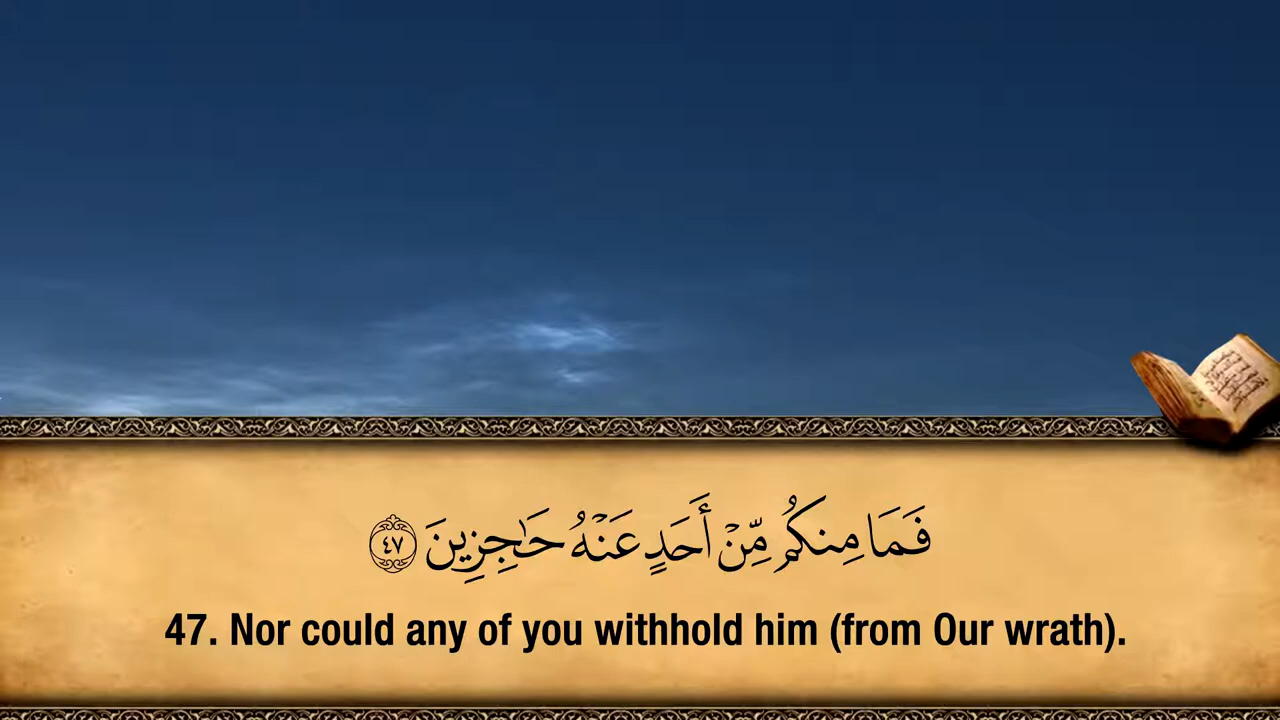 فَمَا مِنكُم مِّنْ أَحَدٍ عَنْهُ حَٰجِزِينَ ٤٧
47. Nor could any of you withhold him (from Our wrath).